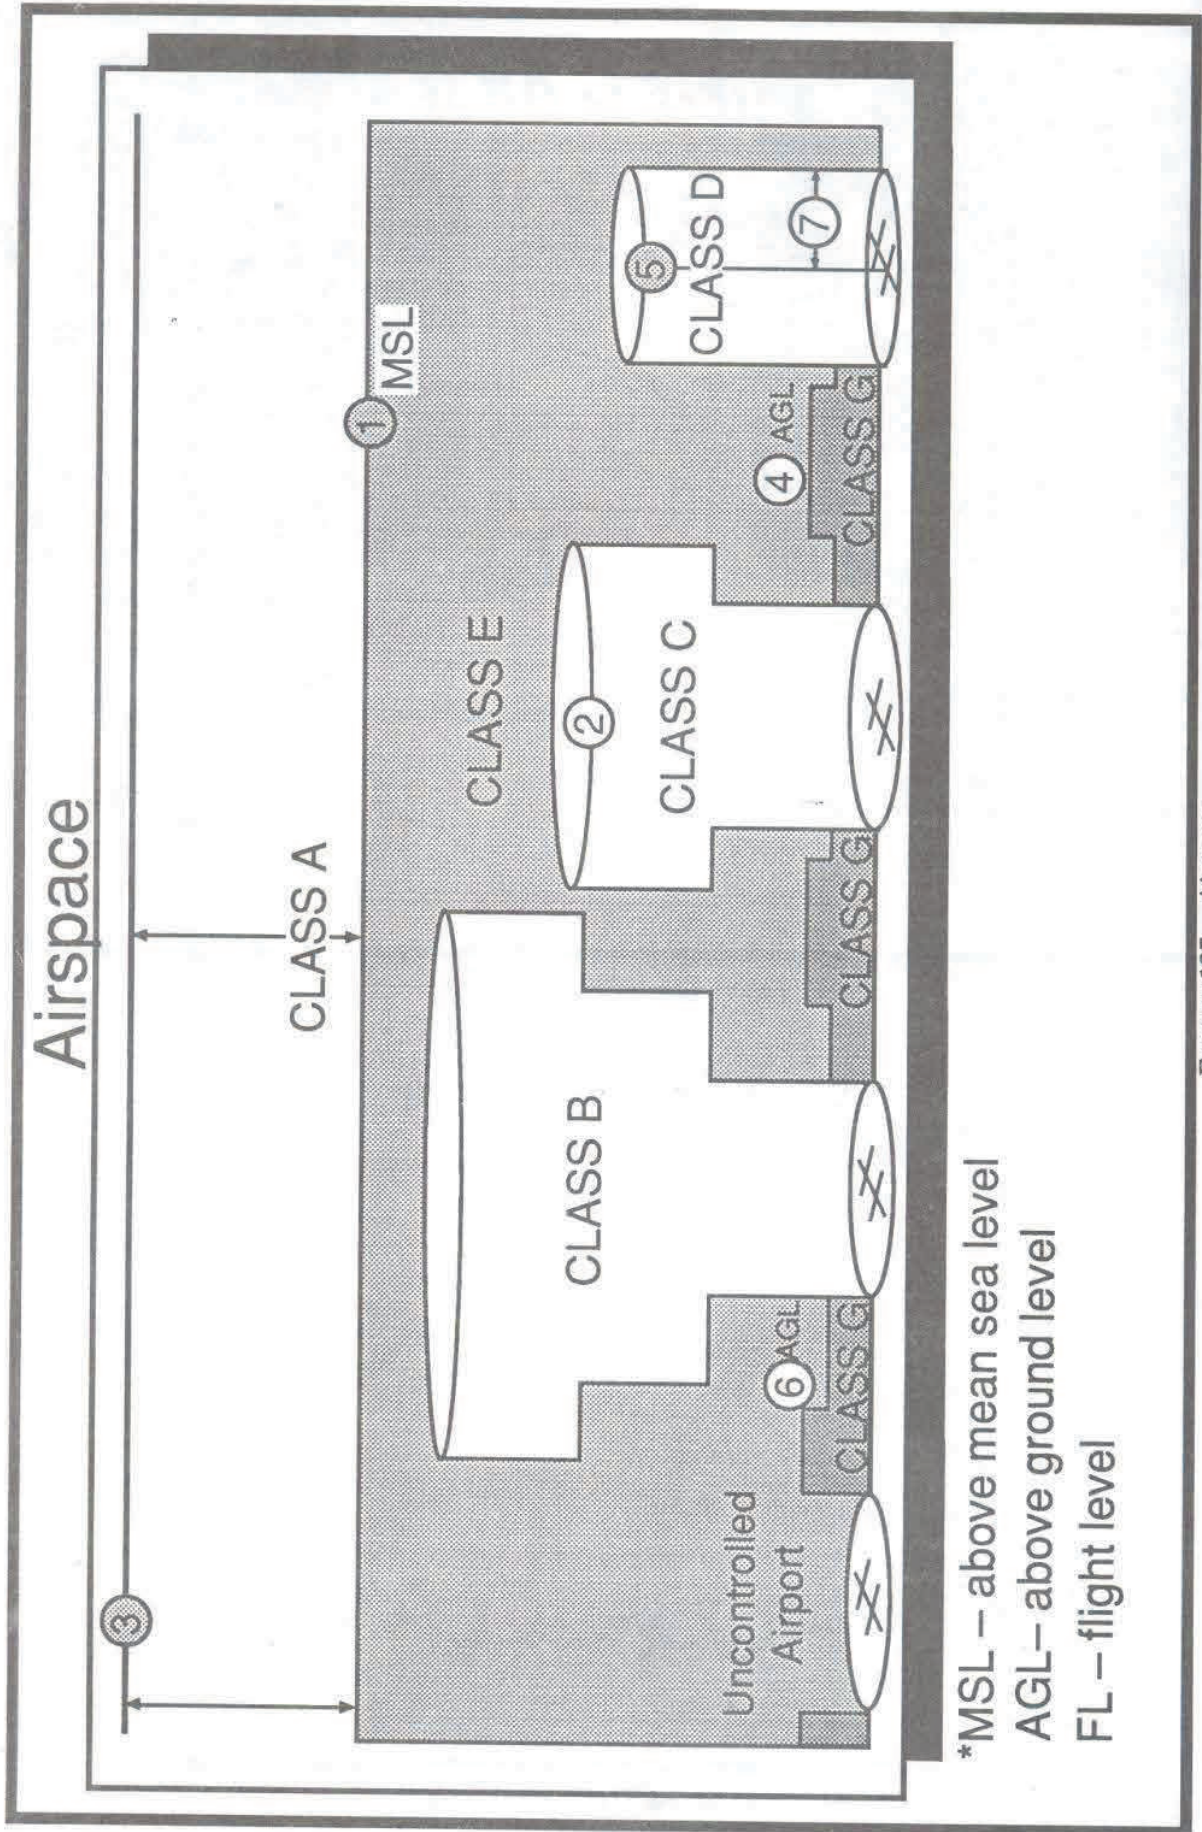 Airspace
3
CLASS A
1
MSL
CLASS E
CLASS B
2
CLASS C
5
CLASS D
7
Uncontrolled
Airport
6 AGL
CLASS G
CLASS G
4 AGL
CLASS G
*MSL – above mean sea level
AGL– above ground level
FL – flight level